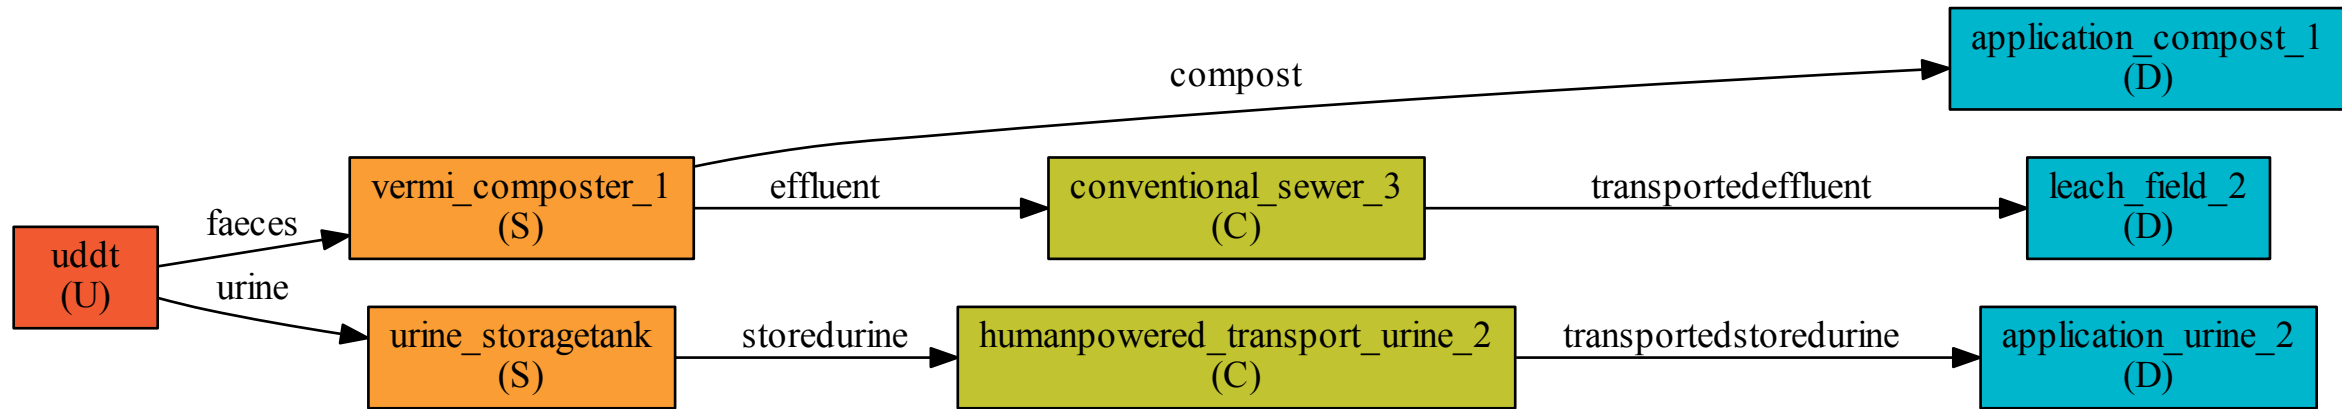 application_compost_1
(D)
compost
vermi_composter_1
(S)
effluent
conventional_sewer_3
(C)
transportedeffluent
leach_field_2
(D)
faeces
uddt
(U)
urine
urine_storagetank
(S)
storedurine
humanpowered_transport_urine_2
(C)
transportedstoredurine
application_urine_2
(D)